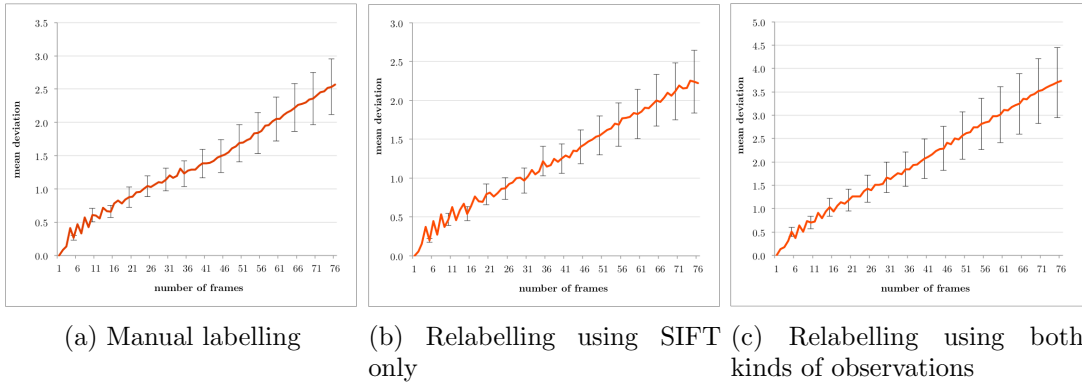 3.5
3.0
2.5
2.0
1.5
1.0
0.5
0.0
mean deviation
1 6 11 16 21 26 31 36 41 46 51 56 61 66 71 76
number of frames
(a) Manual labelling
3.0
2.5
2.0
1.5
1.0
0.5
0.0
mean deviation
1 6 11 16 21 26 31 36 41 46 51 56 61 66 71 76
number of frames
(b) Relabelling using SIFT
only
5.0
4.5
4.0
3.5
3.0
2.5
2.0
1.5
1.0
0.5
0.0
mean deviation
1 6 11 16 21 26 31 36 41 46 51 56 61 66 71 76
number of frames
(c) Relabelling using both
kinds of observations